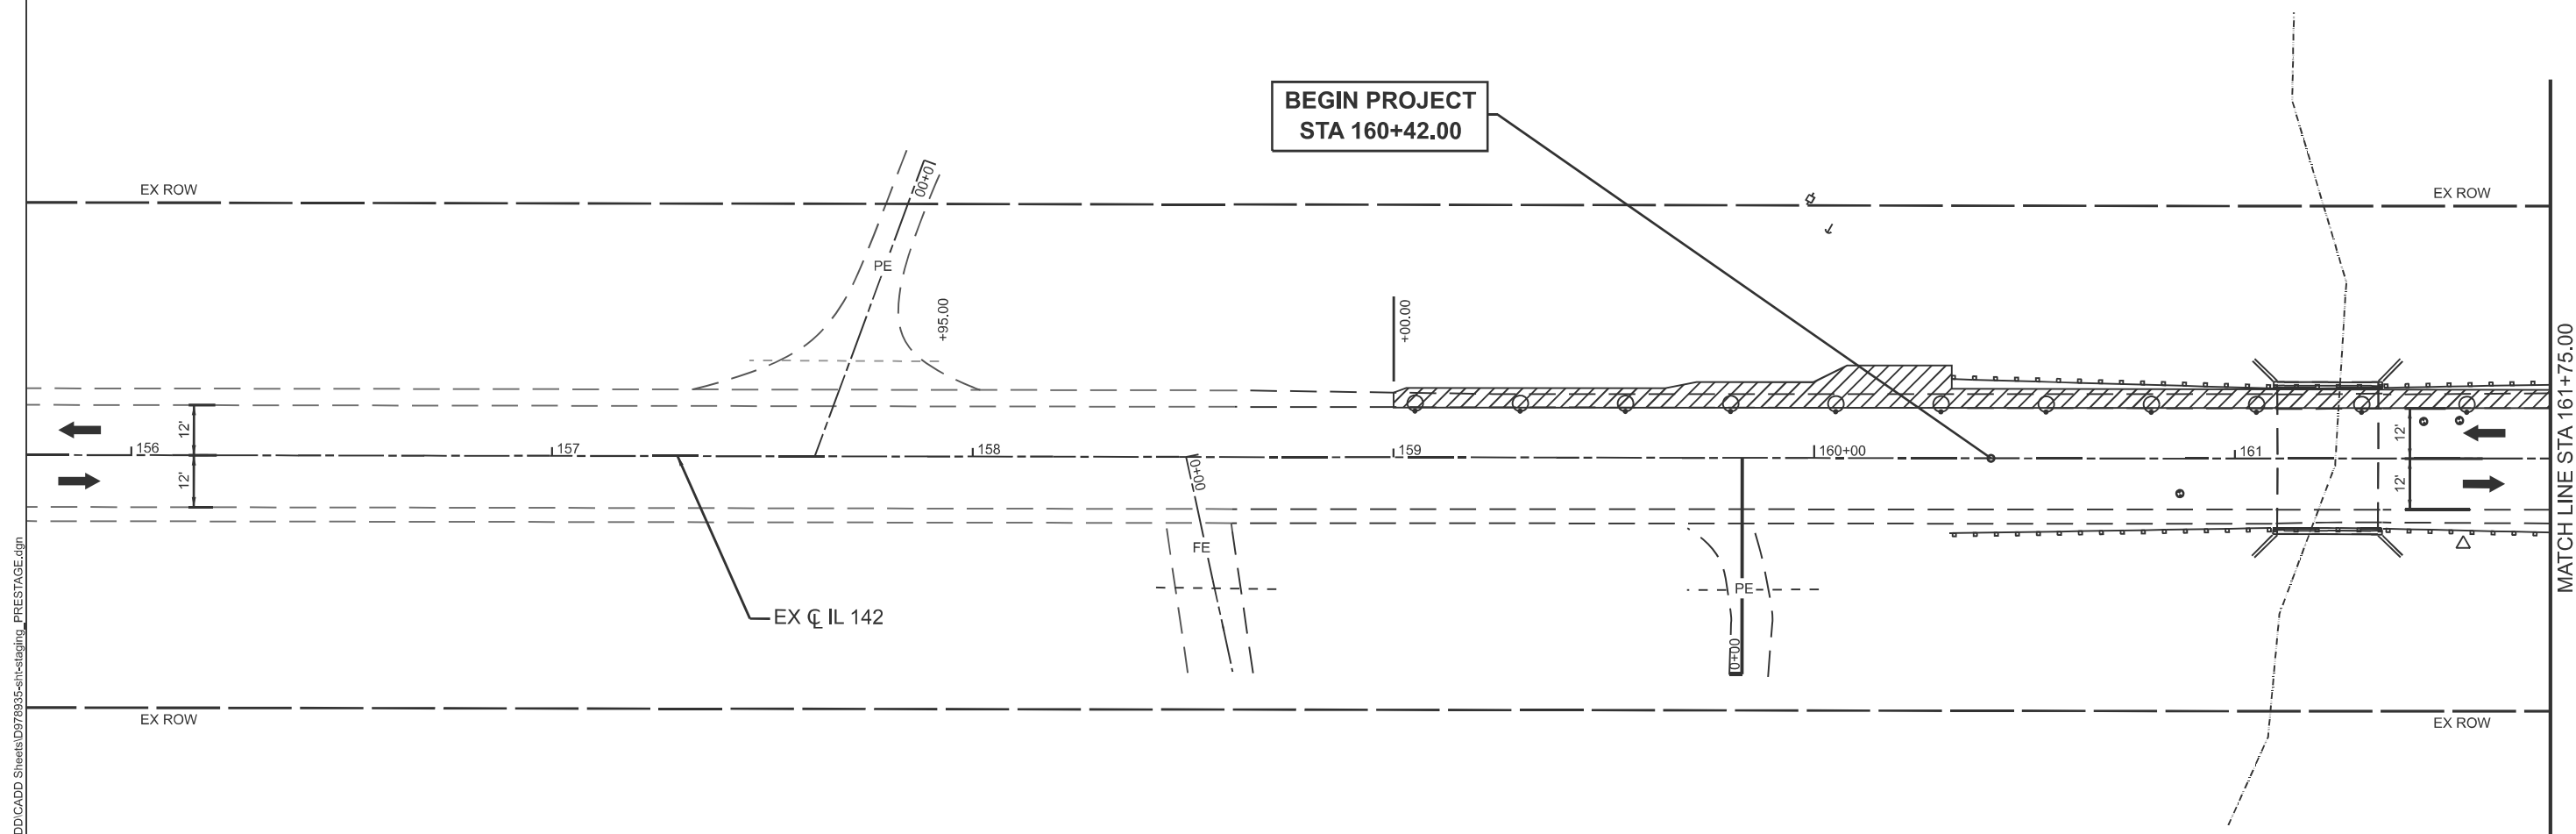 BEGIN PROJECT
STA 160+42.00
EX ROW
EX ROW
10+00
PE
+95.00
+00.00
12'
156
157
158
159
160+00
161
12'
12'
12'
0+00
FE
PE
0+00
EX ℄ IL 142
EX ROW
EX ROW
MATCH LINE STA 161+75.00
DD\CADD Sheets\D978935-sht-staging_PRESTAGE.dgn